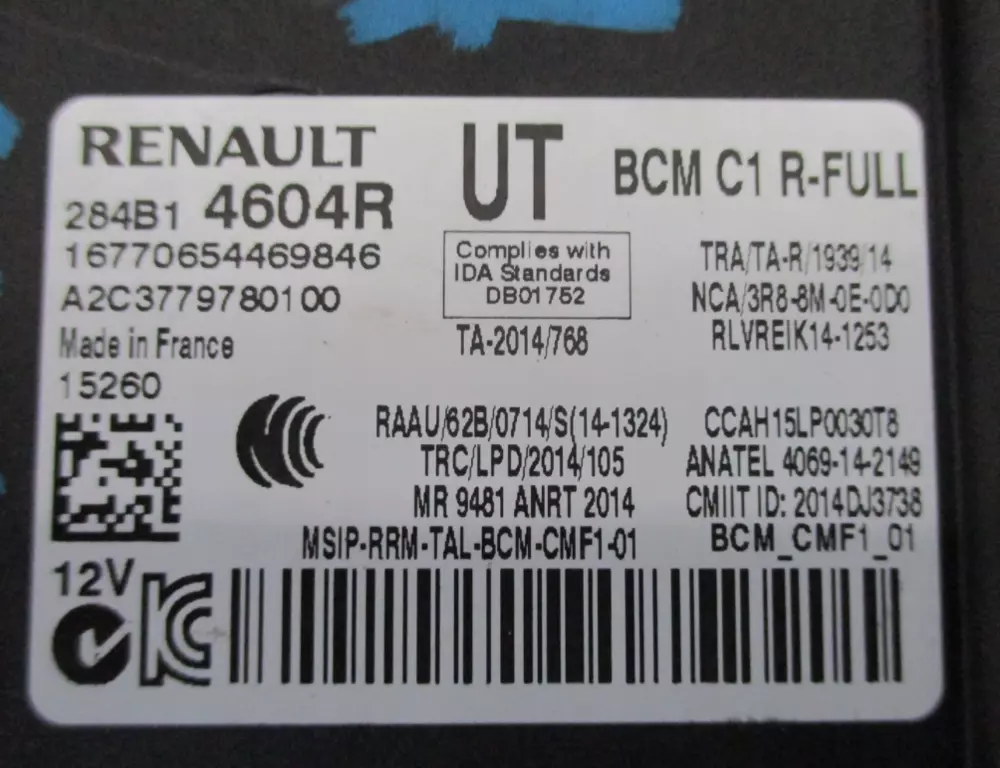 RENAULT
UT
BCM C1 R-FULL
284B1 4604R
16770654469846
A2C3779780100
Made in France
15260
Complies with
IDA Standards
DB01752
TA-2014/768
TRA/TA-R/1939/14
NCA/3R8-8M-0E-0D0
RLVREIK14-1253
RAAU/62B/0714/S(14-1324)
CCAH15LP0030T8
TRC/LPD/2014/105
ANATEL 4069-14-2149
MR 9481 ANRT 2014
CMIIT ID: 2014DJ3738
MSIP-RRM-TAL-BCM-CMF1-01
BCM_CMF1_01
12V